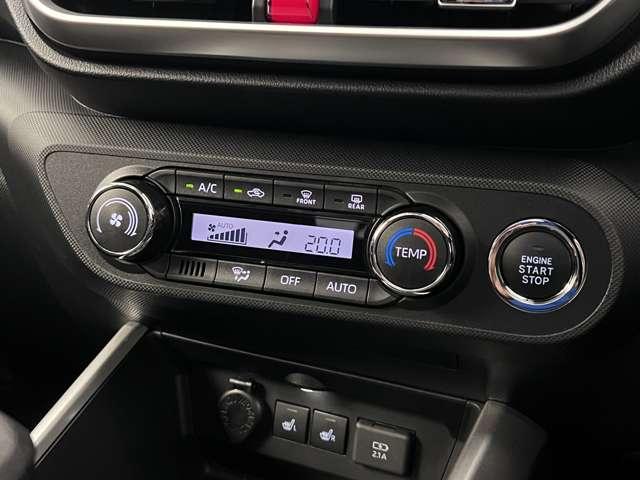 A/C
FRONT
REAR
AUTO
20.0
TEMP
OFF
AUTO
ENGINE
START
STOP
L
R
2.1A